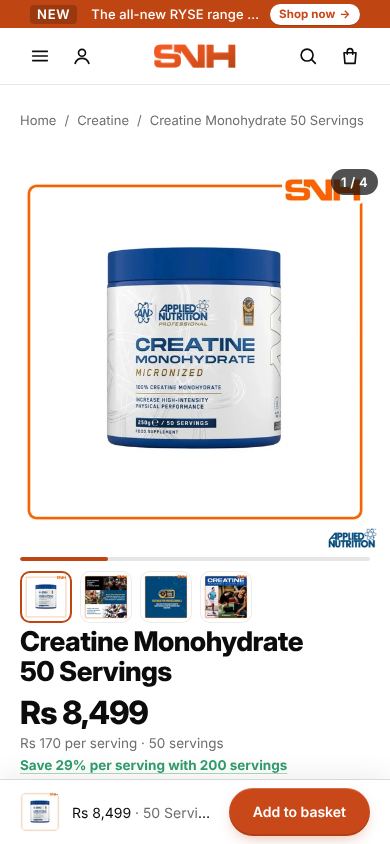 NEW The all-new RYSE range ... Shop now →
SNH
Home / Creatine / Creatine Monohydrate 50 Servings
1 / 4
APPLIED
NUTRITION
PROFESSIONAL
CREATINE
MONOHYDRATE
MICRONIZED
100% CREATINE MONOHYDRATE
INCREASE HIGH-INTENSITY
PHYSICAL PERFORMANCE
250g ℮ / 50 SERVINGS
FOOD SUPPLEMENT
APPLIED
NUTRITION
CREATINE
Creatine Monohydrate
50 Servings
Rs 8,499
Rs 170 per serving · 50 servings
Save 29% per serving with 200 servings
Rs 8,499 · 50 Servi...
Add to basket